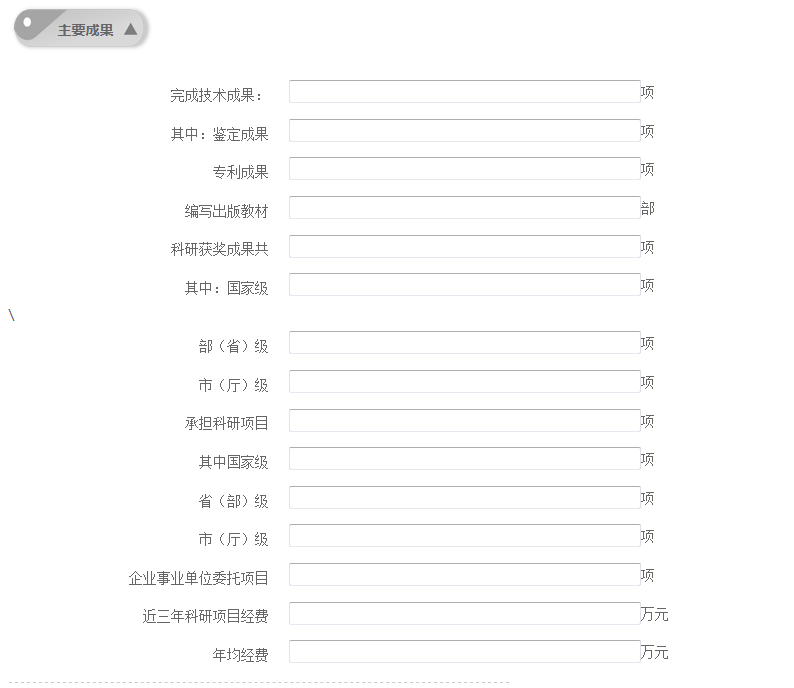 主要成果 ▲
完成技术成果： 项
其中：鉴定成果 项
专利成果 项
编写出版教材 部
科研获奖成果共 项
其中：国家级 项
\
部（省）级 项
市（厅）级 项
承担科研项目 项
其中国家级 项
省（部）级 项
市（厅）级 项
企业事业单位委托项目 项
近三年科研项目经费 万元
年均经费 万元